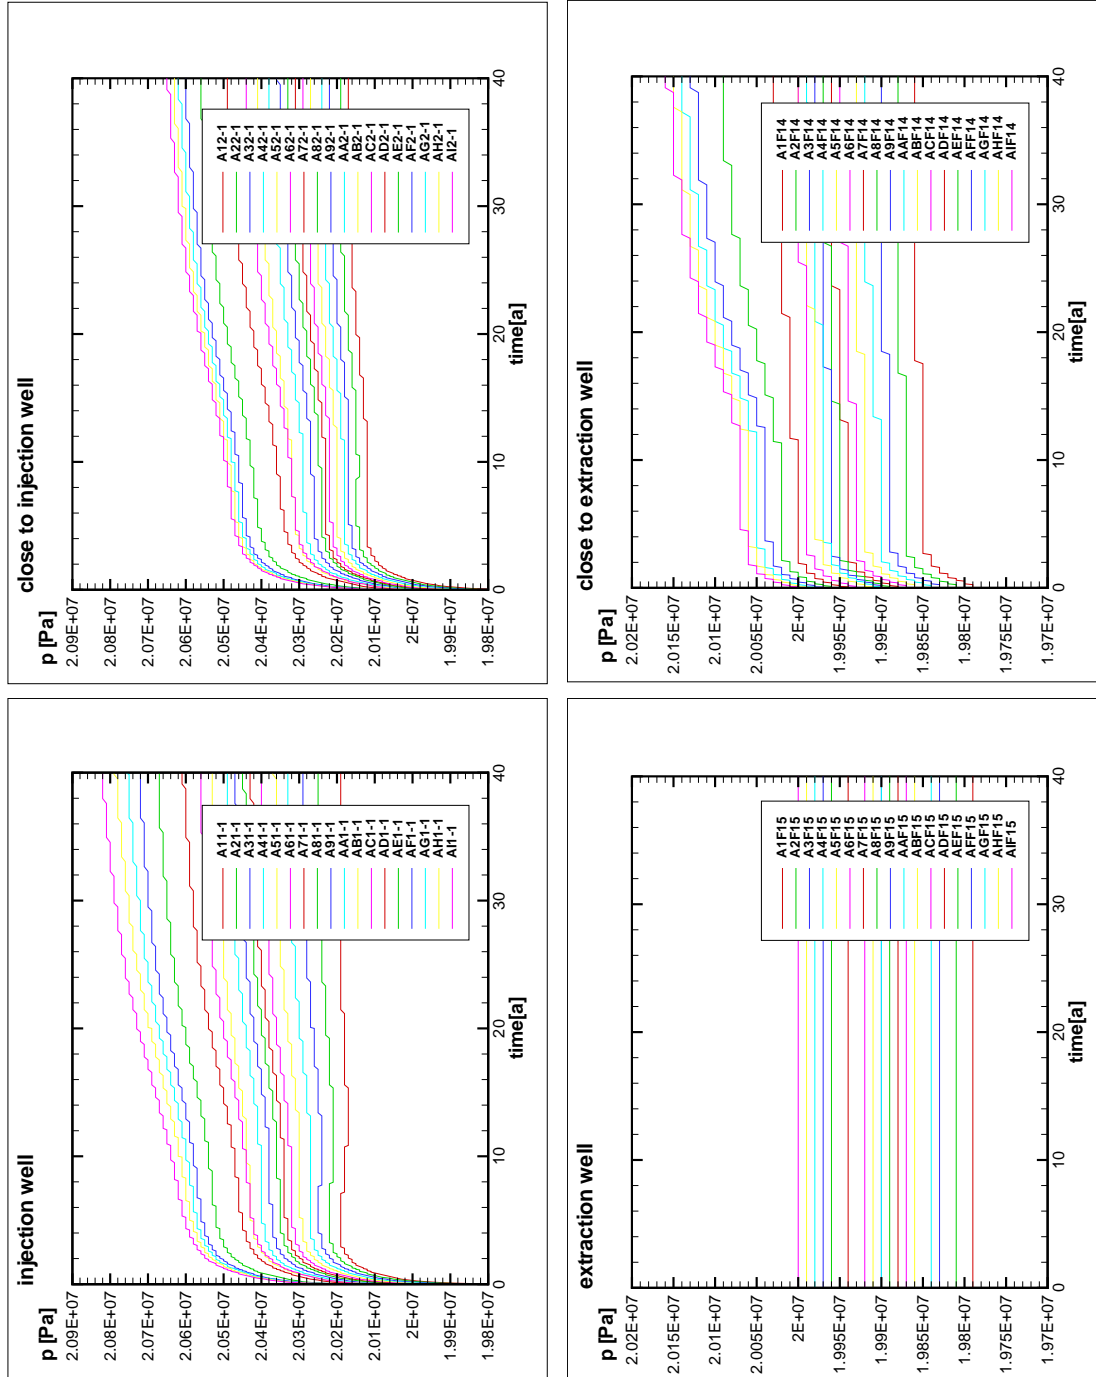 injection well
p [Pa]
2.09E+07
2.08E+07
2.07E+07
2.06E+07
2.05E+07
2.04E+07
2.03E+07
2.02E+07
2.01E+07
2E+07
1.99E+07
1.98E+07
0
10
20
30
40
time[a]
A11-1
A21-1
A31-1
A41-1
A51-1
A61-1
A71-1
A81-1
A91-1
AA1-1
AB1-1
AC1-1
AD1-1
AE1-1
AF1-1
AG1-1
AH1-1
AI1-1
close to injection well
p [Pa]
2.09E+07
2.08E+07
2.07E+07
2.06E+07
2.05E+07
2.04E+07
2.03E+07
2.02E+07
2.01E+07
2E+07
1.99E+07
1.98E+07
0
10
20
30
40
time[a]
A12-1
A22-1
A32-1
A42-1
A52-1
A62-1
A72-1
A82-1
A92-1
AA2-1
AB2-1
AC2-1
AD2-1
AE2-1
AF2-1
AG2-1
AH2-1
AI2-1
extraction well
p [Pa]
2.02E+07
2.015E+07
2.01E+07
2.005E+07
2E+07
1.995E+07
1.99E+07
1.985E+07
1.98E+07
1.975E+07
1.97E+07
0
10
20
30
40
time[a]
A1F15
A2F15
A3F15
A4F15
A5F15
A6F15
A7F15
A8F15
A9F15
AAF15
ABF15
ACF15
ADF15
AEF15
AFF15
AGF15
AHF15
AIF15
close to extraction well
p [Pa]
2.02E+07
2.015E+07
2.01E+07
2.005E+07
2E+07
1.995E+07
1.99E+07
1.985E+07
1.98E+07
1.975E+07
1.97E+07
0
10
20
30
40
time[a]
A1F14
A2F14
A3F14
A4F14
A5F14
A6F14
A7F14
A8F14
A9F14
AAF14
ABF14
ACF14
ADF14
AEF14
AFF14
AGF14
AHF14
AIF14